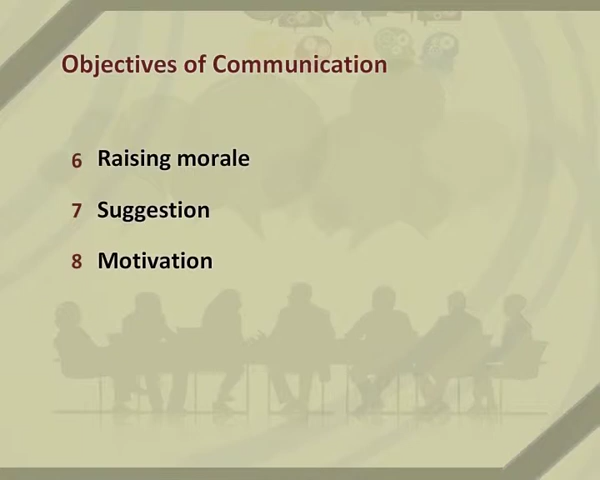 Objectives of Communication
6 Raising morale
7 Suggestion
8 Motivation